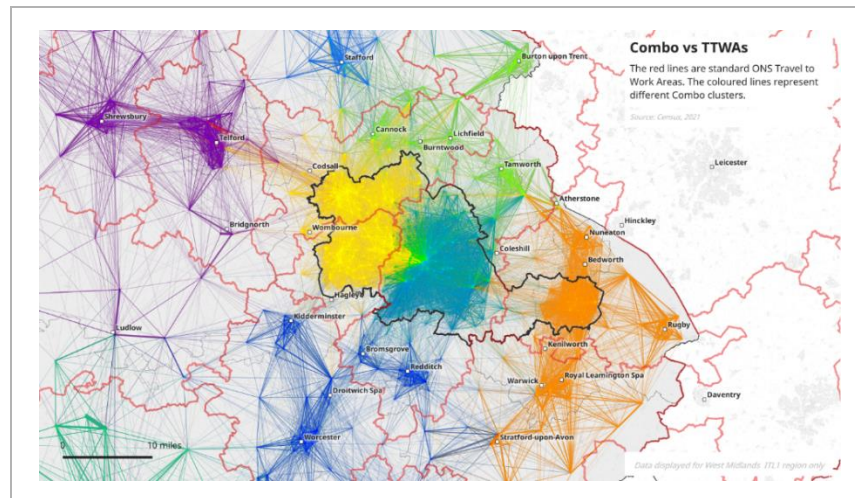 Combo vs TTWAs
The red lines are standard ONS Travel to
Work Areas. The coloured lines represent
different Combo clusters.
Source: Census, 2021
Stafford
Burton upon Trent
Shrewsbury
Telford
Cannock
Lichfield
Burntwood
Codsall
Tamworth
Leicester
Atherstone
Bridgnorth
Wombourne
Hinckley
Nuneaton
Coleshill
Bedworth
Hagley
Kidderminster
Ludlow
Rugby
Bromsgrove
Kenilworth
Redditch
Royal Leamington Spa
Warwick
Droitwich Spa
Daventry
Worcester
Stratford-upon-Avon
0 10 miles
Data displayed for West Midlands ITL1 region only